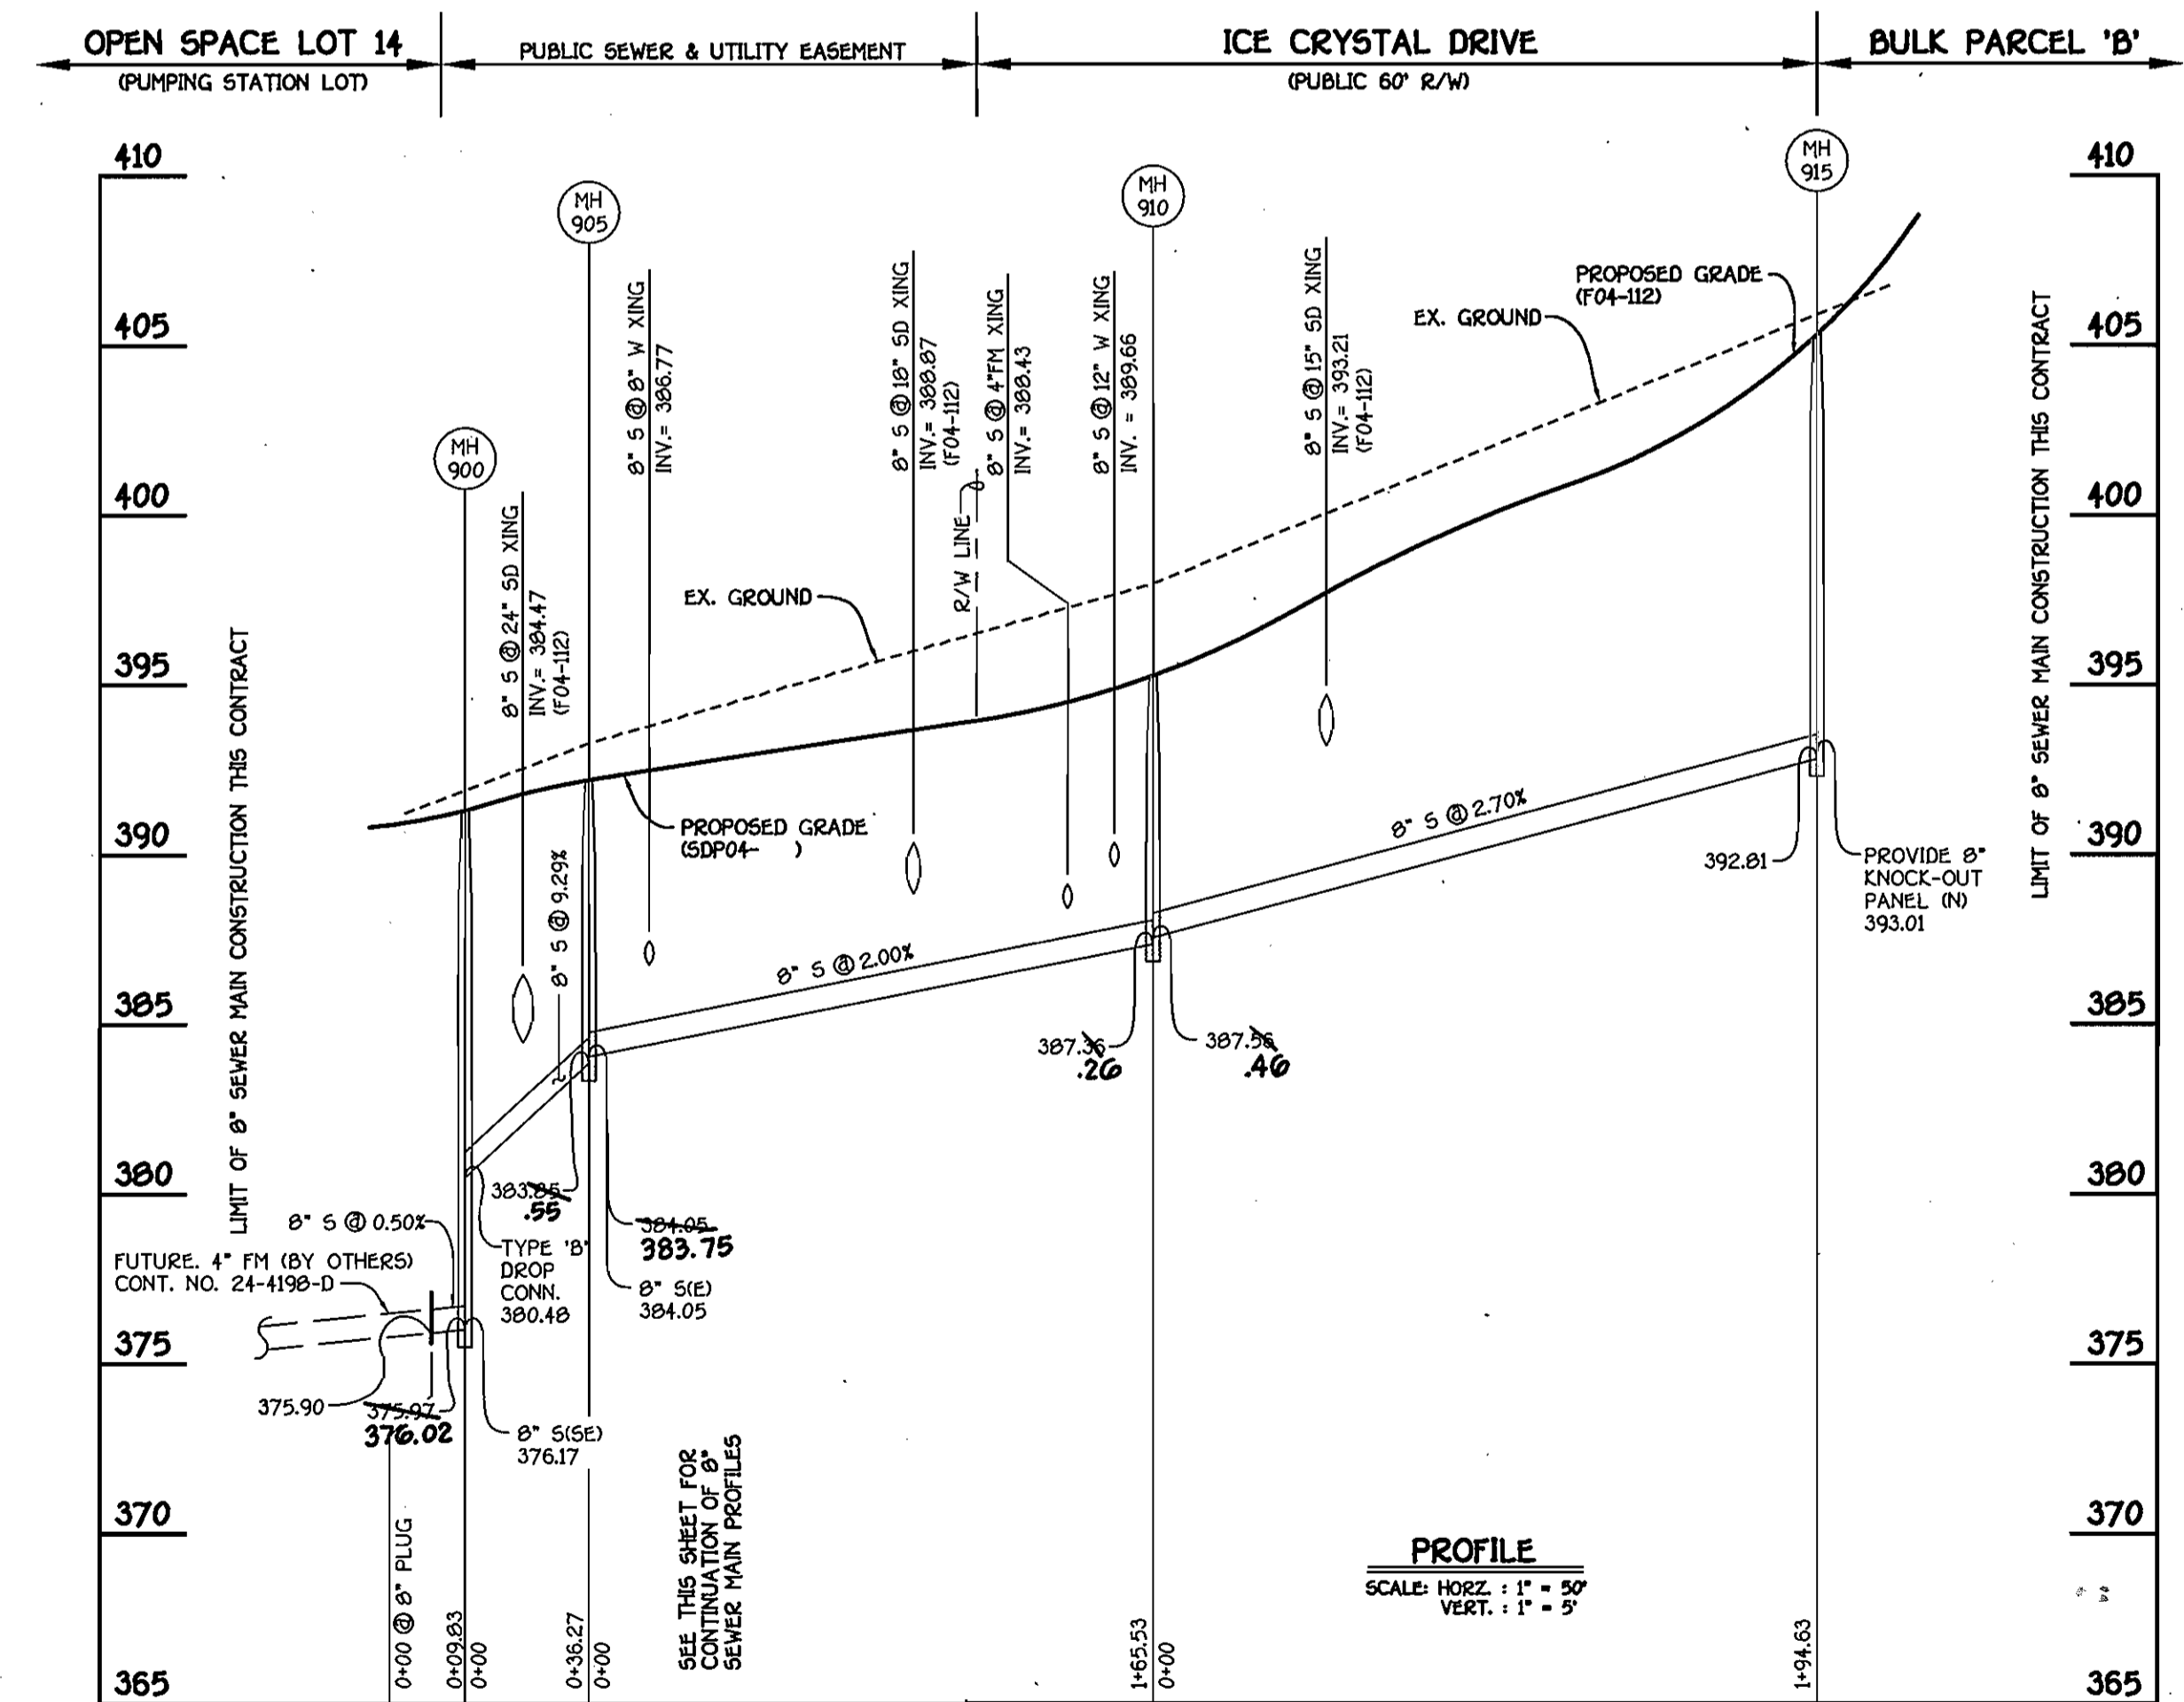 OPEN SPACE LOT 14
(PUMPING STATION LOT)
PUBLIC SEWER & UTILITY EASEMENT
ICE CRYSTAL DRIVE
(PUBLIC 60' R/W)
BULK PARCEL 'B'
410
405
400
395
390
385
380
375
370
365
LIMIT OF 8" SEWER MAIN CONSTRUCTION THIS CONTRACT
MH
900
8" S @ 24" SD XING
INV.= 384.47
(F04-112)
MH
905
8" S @ 9.29%
8" S @ 8" W XING
INV.= 386.77
EX. GROUND
PROPOSED GRADE
(SDP04-    )
8" S @ 18" SD XING
INV.= 388.87
(F04-112)
R/W LINE
8" S @ 4"FM XING
INV.= 388.43
8" S @ 12" W XING
INV. = 389.66
MH
910
8" S @ 15" SD XING
INV.= 393.21
(F04-112)
EX. GROUND
PROPOSED GRADE
(F04-112)
MH
915
8" S @ 2.00%
8" S @ 2.70%
387.36
.26
387.56
.46
392.81
PROVIDE 8"
KNOCK-OUT
PANEL (N)
393.01
383.85
.55
384.05
383.75
8" S(E)
384.05
TYPE 'B'
DROP
CONN.
380.48
8" S @ 0.50%
FUTURE. 4" FM (BY OTHERS)
CONT. NO. 24-4198-D
375.90
375.97
376.02
8" S(SE)
376.17
SEE THIS SHEET FOR
CONTINUATION OF 8"
SEWER MAIN PROFILES
0+00 @ 8" PLUG
0+09.83
0+00
0+36.27
0+00
1+65.53
0+00
1+94.63
PROFILE
SCALE: HORZ. : 1" = 50'
VERT. : 1" = 5'
LIMIT OF 8" SEWER MAIN CONSTRUCTION THIS CONTRACT
410
405
400
395
390
385
380
375
370
365